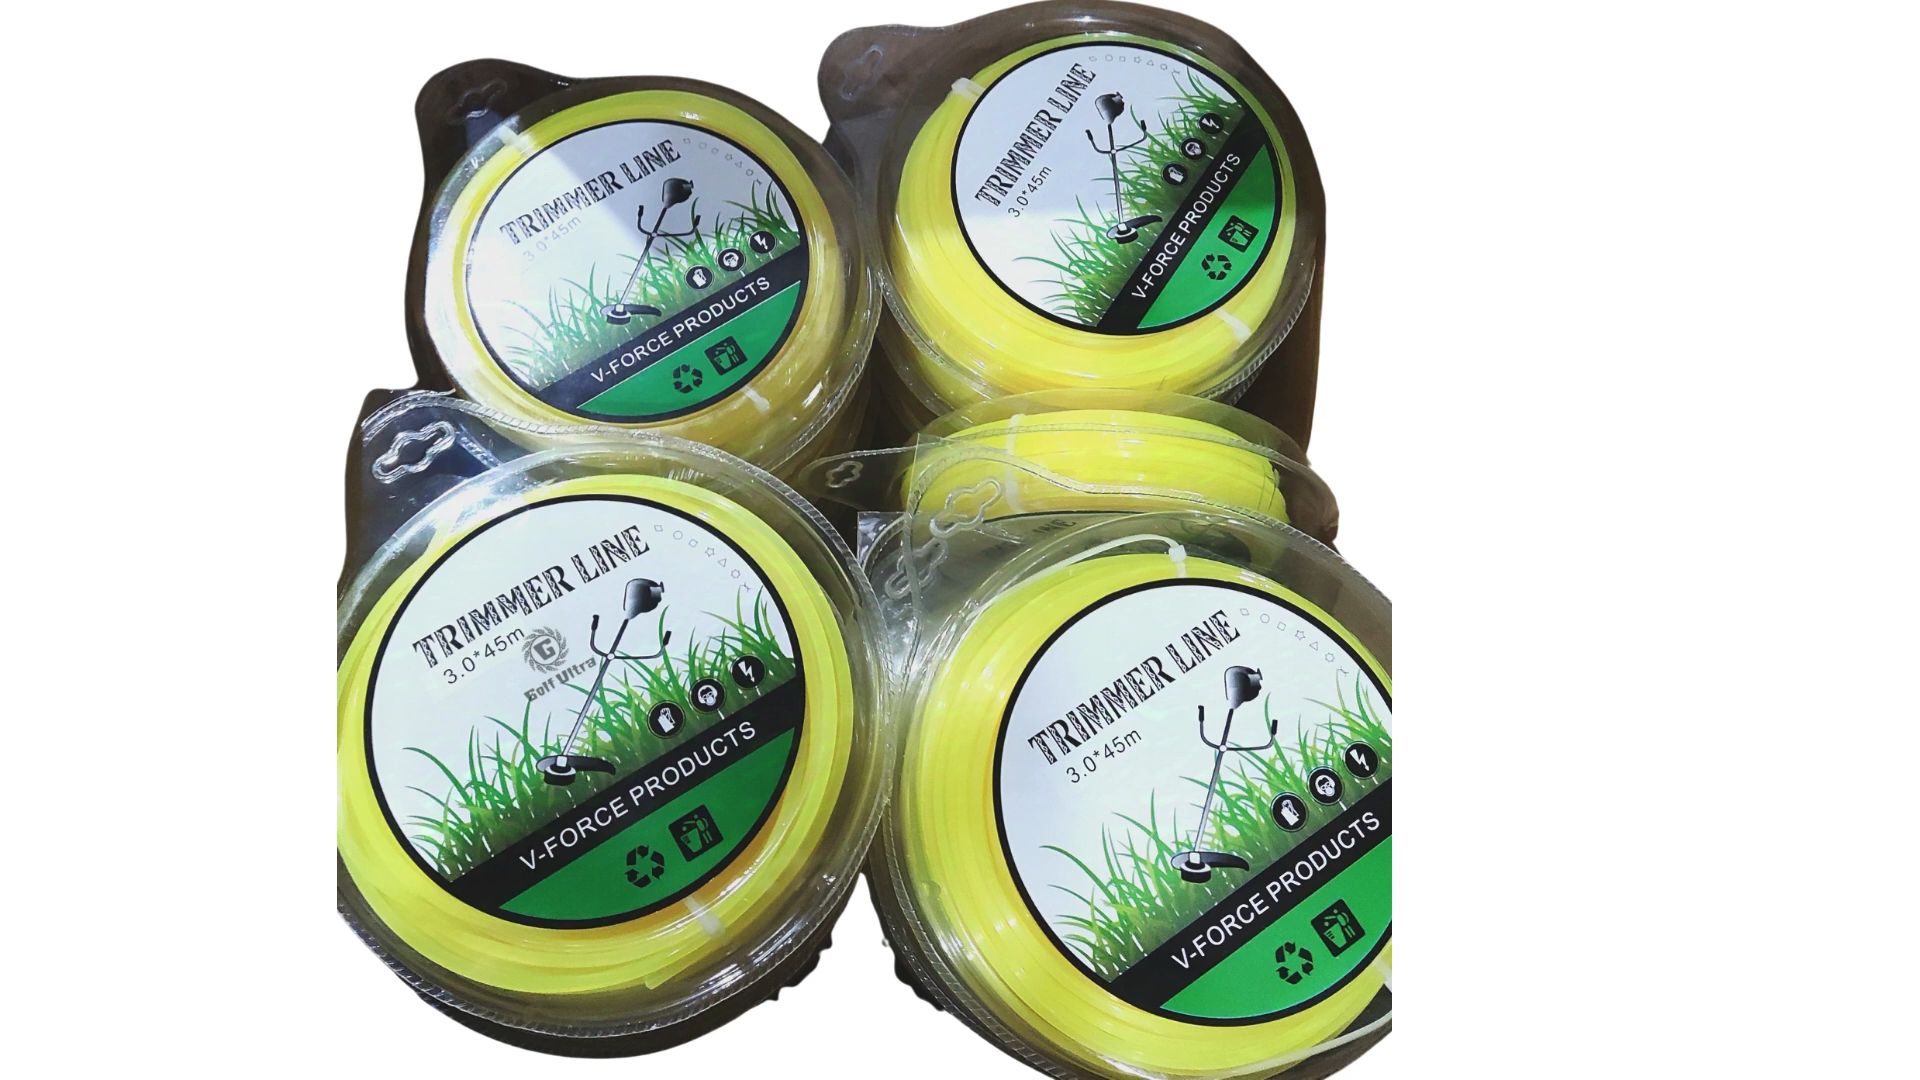 TRIMMER LINE
3.0*45m
V-FORCE PRODUCTS
TRIMMER LINE
3.0*45m
V-FORCE PRODUCTS
TRIMMER LINE
3.0*45m
G
Golf Ultra
V-FORCE PRODUCTS
LINE
TRIMMER LINE
3.0*45m
V-FORCE PRODUCTS